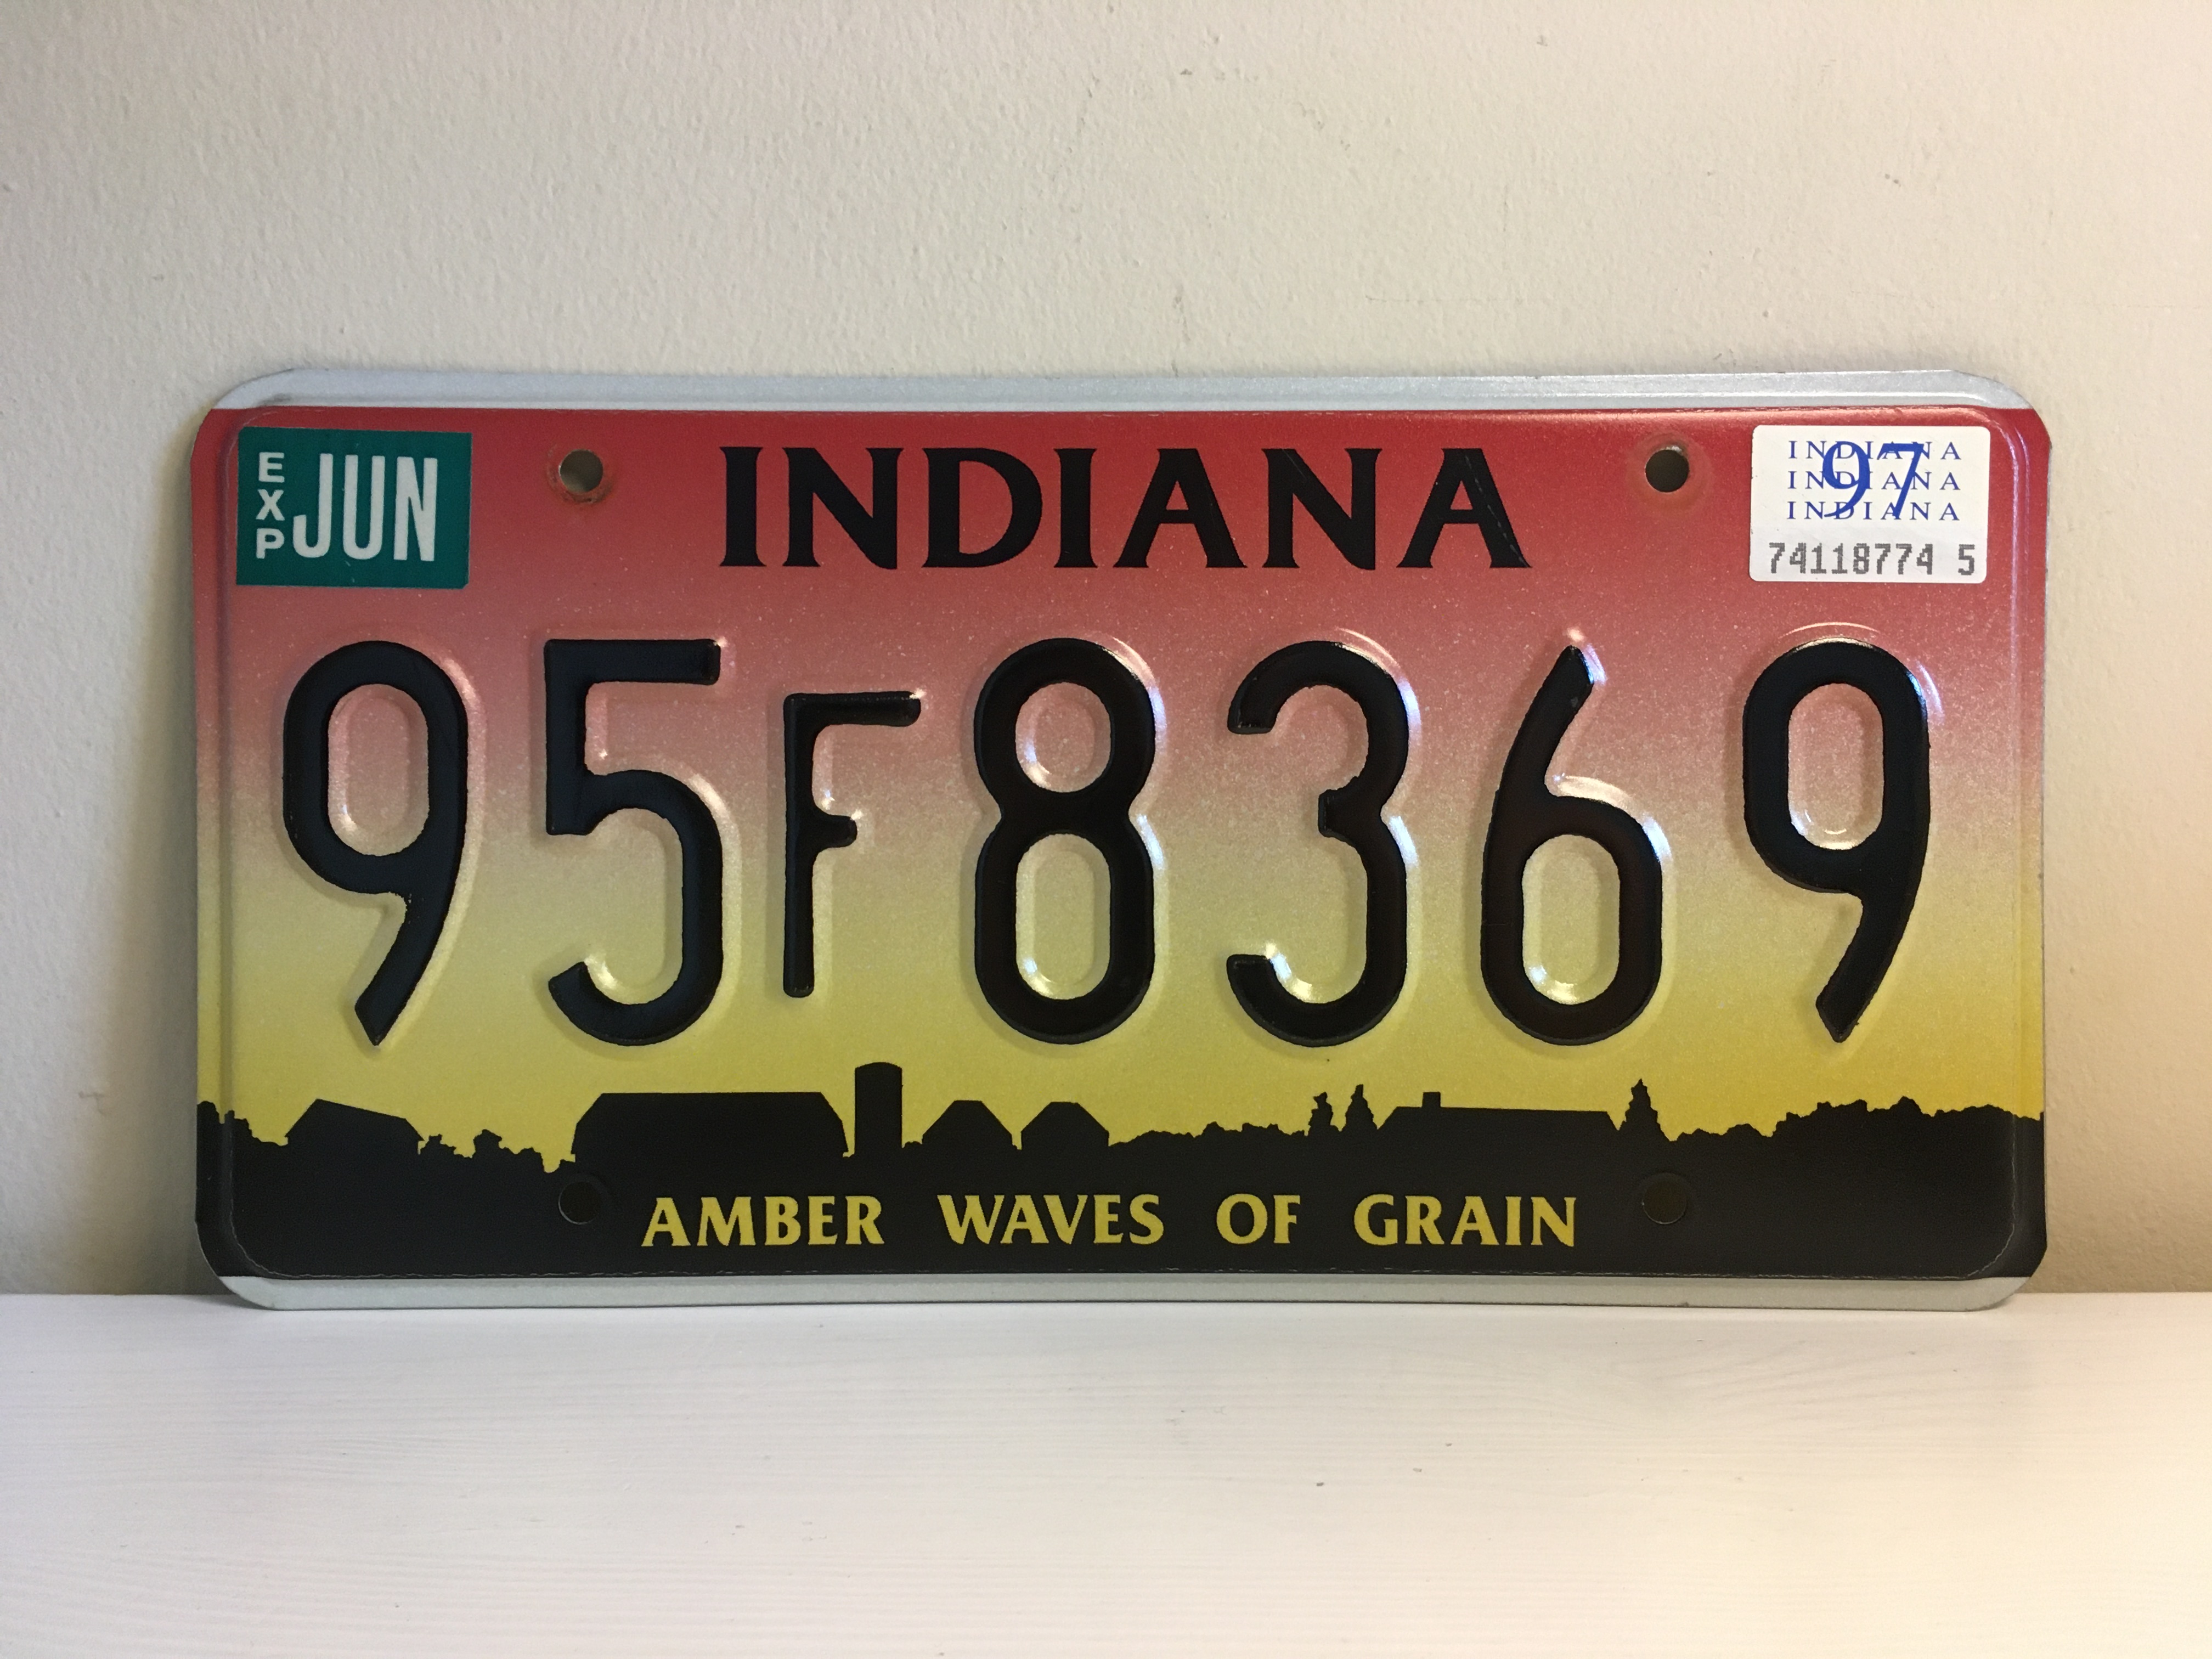 EXP JUN
INDIANA
97
INDIANA
INDIANA
INDIANA
74118774 5
95F8369
AMBER WAVES OF GRAIN